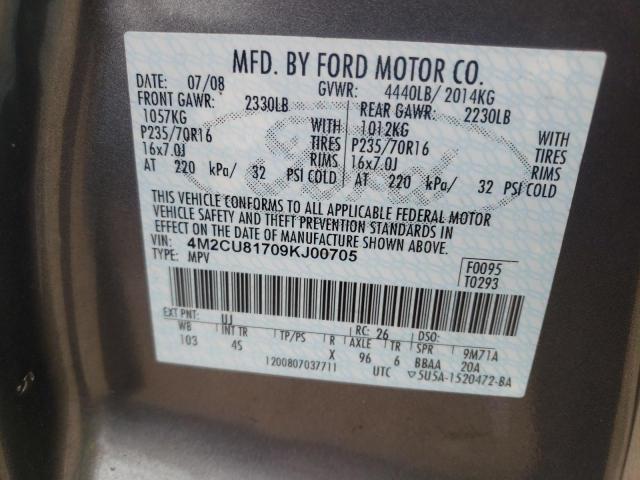 MFD. BY FORD MOTOR CO.
DATE: 07/08 GVWR: 4440LB/ 2014KG
FRONT GAWR: 2330LB REAR GAWR: 2230LB
1057KG WITH 1012KG WITH
P235/70R16 TIRES P235/70R16 TIRES
16x7.0J RIMS 16x7.0J RIMS
AT 220 kPa/ 32 PSI COLD AT 220 kPa/ 32 PSI COLD
THIS VEHICLE CONFORMS TO ALL APPLICABLE FEDERAL MOTOR
VEHICLE SAFETY AND THEFT PREVENTION STANDARDS IN
EFFECT ON THE DATE OF MANUFACTURE SHOWN ABOVE.
VIN: 4M2CU81709KJ00705
TYPE: MPV
F0095
T0293
EXT PNT: UJ RC: 26 DSO:
WB INT TR TP/PS R AXLE TR SPR 9M71A
103 4S X 96 6 BBAA 20A
1200807037711 UTC ▽5U5A-1520472-BA